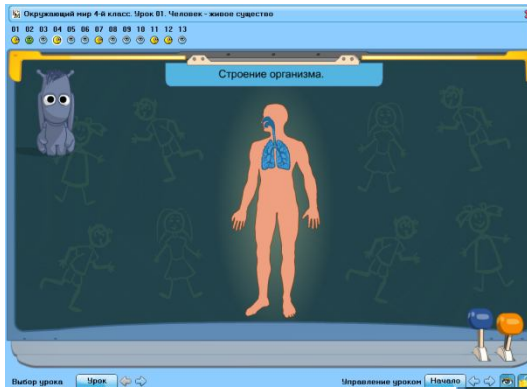 Окружающий мир 4-й класс. Урок 01. Человек - живое существо
01 02 03 04 05 06 07 08 09 10 11 12 13
Строение организма.
Выбор урока Урок Управление уроком Начало